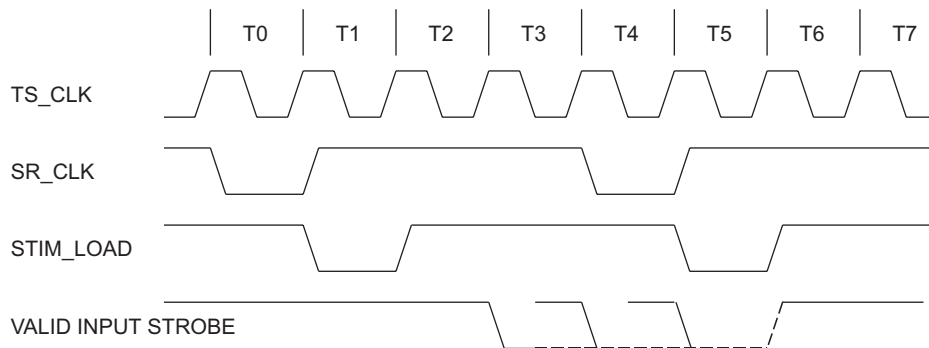 T0 T1 T2 T3 T4 T5 T6 T7
TS_CLK
SR_CLK
STIM_LOAD
VALID INPUT STROBE